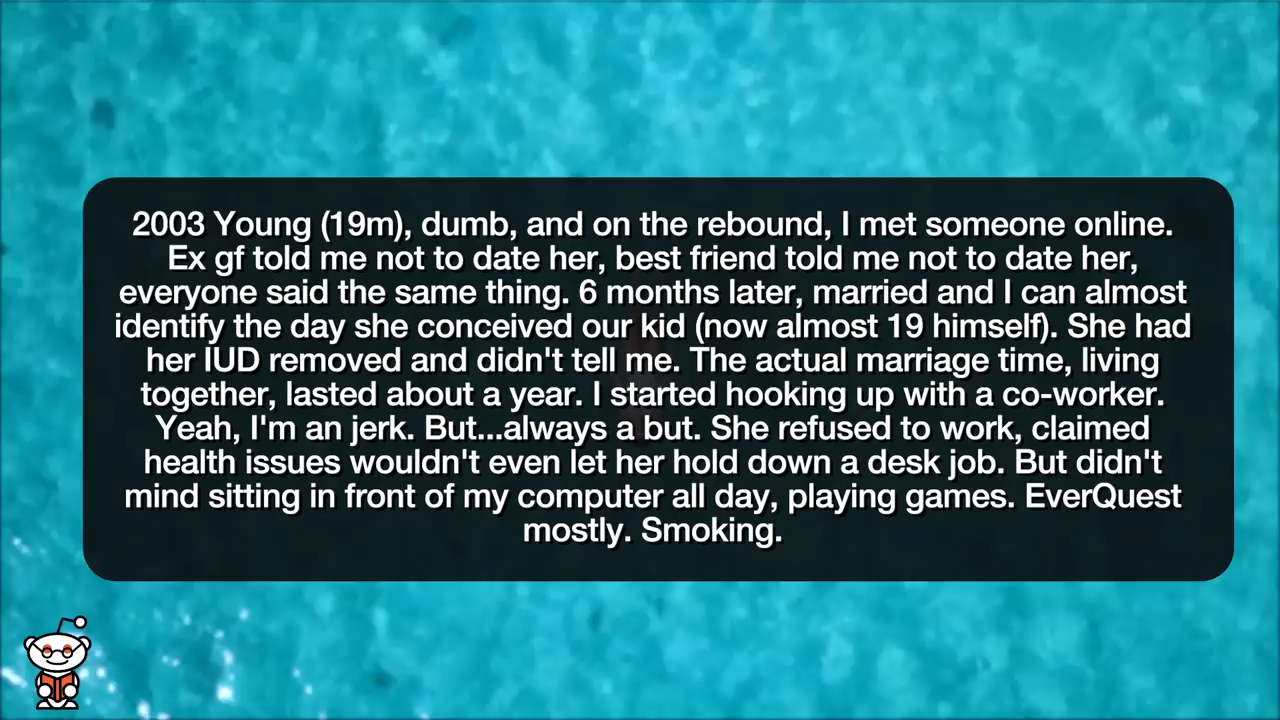 2003 Young (19m), dumb, and on the rebound, I met someone online.
Ex gf told me not to date her, best friend told me not to date her,
everyone said the same thing. 6 months later, married and I can almost
identify the day she conceived our kid (now almost 19 himself). She had
her IUD removed and didn't tell me. The actual marriage time, living
together, lasted about a year. I started hooking up with a co-worker.
Yeah, I'm an jerk. But...always a but. She refused to work, claimed
health issues wouldn't even let her hold down a desk job. But didn't
mind sitting in front of my computer all day, playing games. EverQuest
mostly. Smoking.